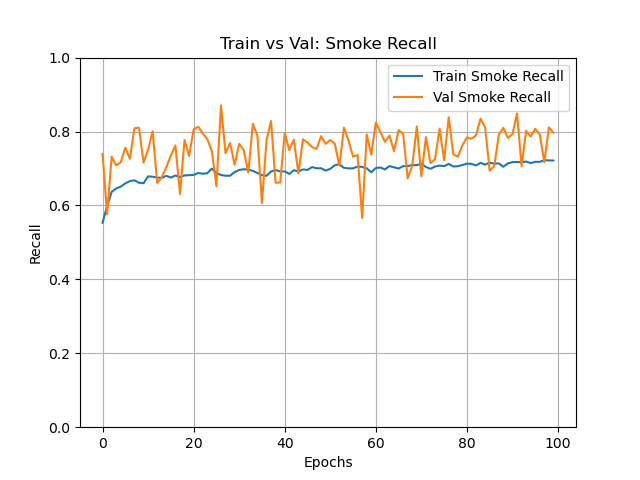 Train vs Val: Smoke Recall
Train Smoke Recall
Val Smoke Recall
1.0
0.8
0.6
0.4
0.2
0.0
Recall
0 20 40 60 80 100
Epochs